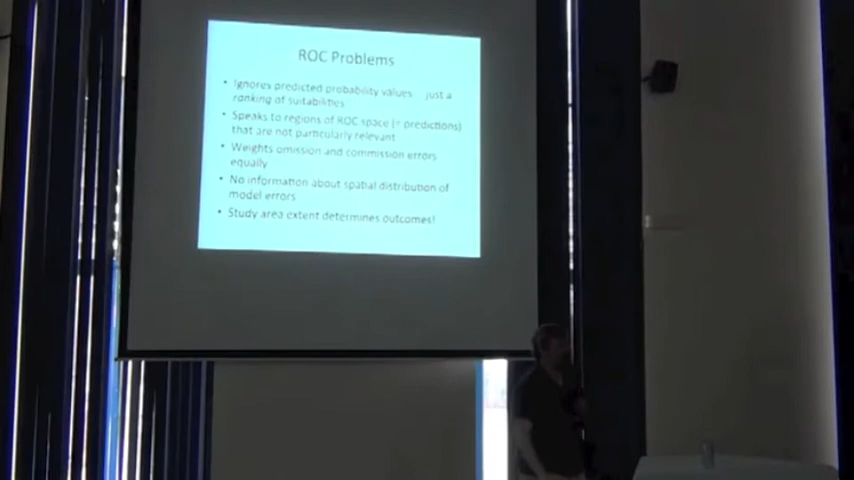 ROC Problems
• Ignores predicted probability values just a
ranking of suitabilities
• Speaks to regions of ROC space (= predictions)
that are not particularly relevant
• Weights omission and commission errors
equally
• No information about spatial distribution of
model errors
• Study area extent determines outcomes!